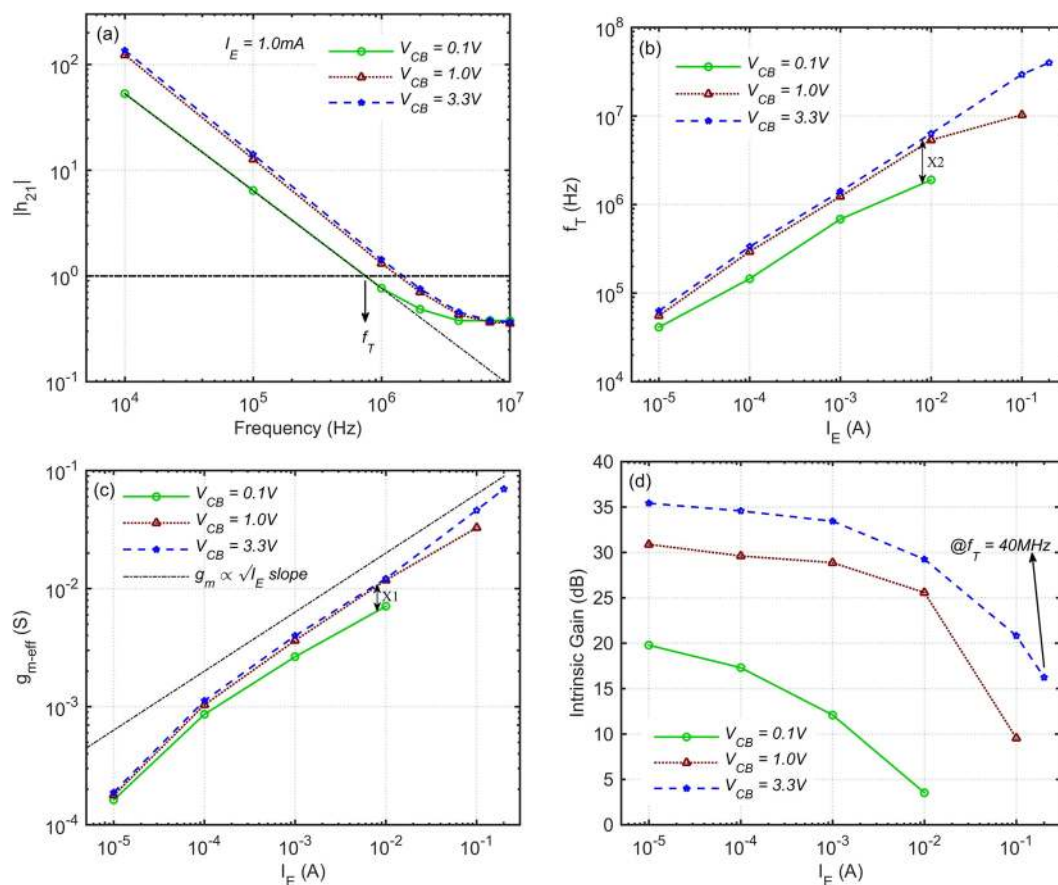 (a)
I_E = 1.0mA
V_CB = 0.1V
V_CB = 1.0V
V_CB = 3.3V
10^2
10^1
10^0
10^-1
|h_21|
f_T
10^4
10^5
10^6
10^7
Frequency (Hz)
(b)
V_CB = 0.1V
V_CB = 1.0V
V_CB = 3.3V
X2
10^8
10^7
10^6
10^5
10^4
f_T (Hz)
10^-5
10^-4
10^-3
10^-2
10^-1
I_E (A)
(c)
V_CB = 0.1V
V_CB = 1.0V
V_CB = 3.3V
g_m ∝ √I_E slope
X1
10^-1
10^-2
10^-3
10^-4
g_m-eff (S)
10^-5
10^-4
10^-3
10^-2
10^-1
I_E (A)
(d)
@f_T = 40MHz
V_CB = 0.1V
V_CB = 1.0V
V_CB = 3.3V
40
35
30
25
20
15
10
5
0
Intrinsic Gain (dB)
10^-5
10^-4
10^-3
10^-2
10^-1
I_E (A)